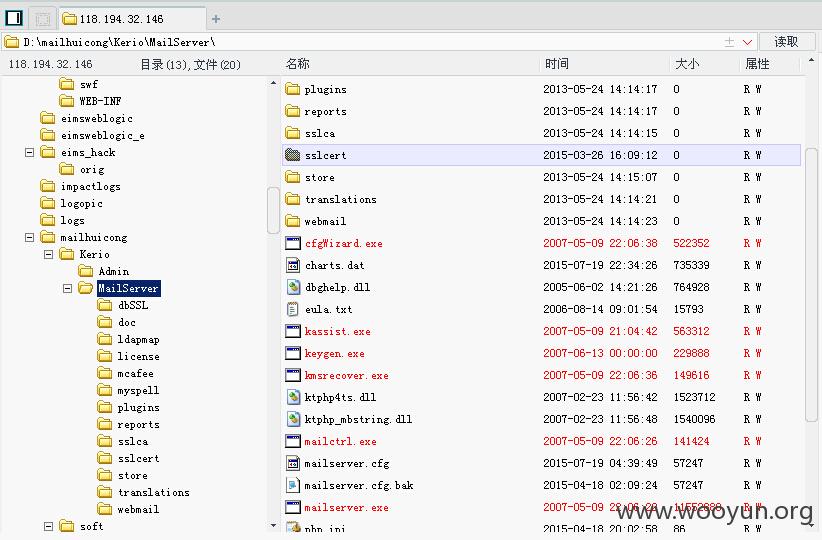 118.194.32.146
D:\mailhuicong\Kerio\MailServer\
读取
118.194.32.146 目录(13),文件(20)
名称 时间 大小 属性
swf
WEB-INF
eimsweblogic
eimsweblogic_e
eims_hack
orig
impactlogs
logopic
logs
mailhuicong
Kerio
Admin
MailServer
dbSSL
doc
ldapmap
license
mcafee
myspell
plugins
reports
sslca
sslcert
store
translations
webmail
soft
plugins 2013-05-24 14:14:17 0 R W
reports 2013-05-24 14:14:17 0 R W
sslca 2013-05-24 14:14:15 0 R W
sslcert 2015-03-26 16:09:12 0 R W
store 2013-05-24 14:15:07 0 R W
translations 2013-05-24 14:14:21 0 R W
webmail 2013-05-24 14:14:23 0 R W
cfgWizard.exe 2007-05-09 22:06:38 522352 R W
charts.dat 2015-07-19 22:34:26 735339 R W
dbghelp.dll 2005-06-02 14:21:26 764928 R W
eula.txt 2006-08-14 09:01:54 15793 R W
kassist.exe 2007-05-09 21:04:42 563312 R W
keygen.exe 2007-06-13 00:00:00 229888 R W
kmsrecover.exe 2007-05-09 22:06:36 149616 R W
ktphp4ts.dll 2007-02-23 11:56:42 1523712 R W
ktphp_mbstring.dll 2007-02-23 11:56:48 1540096 R W
mailctrl.exe 2007-05-09 22:06:26 141424 R W
mailserver.cfg 2015-07-19 04:39:49 57247 R W
mailserver.cfg.bak 2015-04-18 02:09:24 57247 R W
mailserver.exe 2007-05-09 R W
php.ini 2015-04-18 20:02:58 86 R W
www.wooyun.org